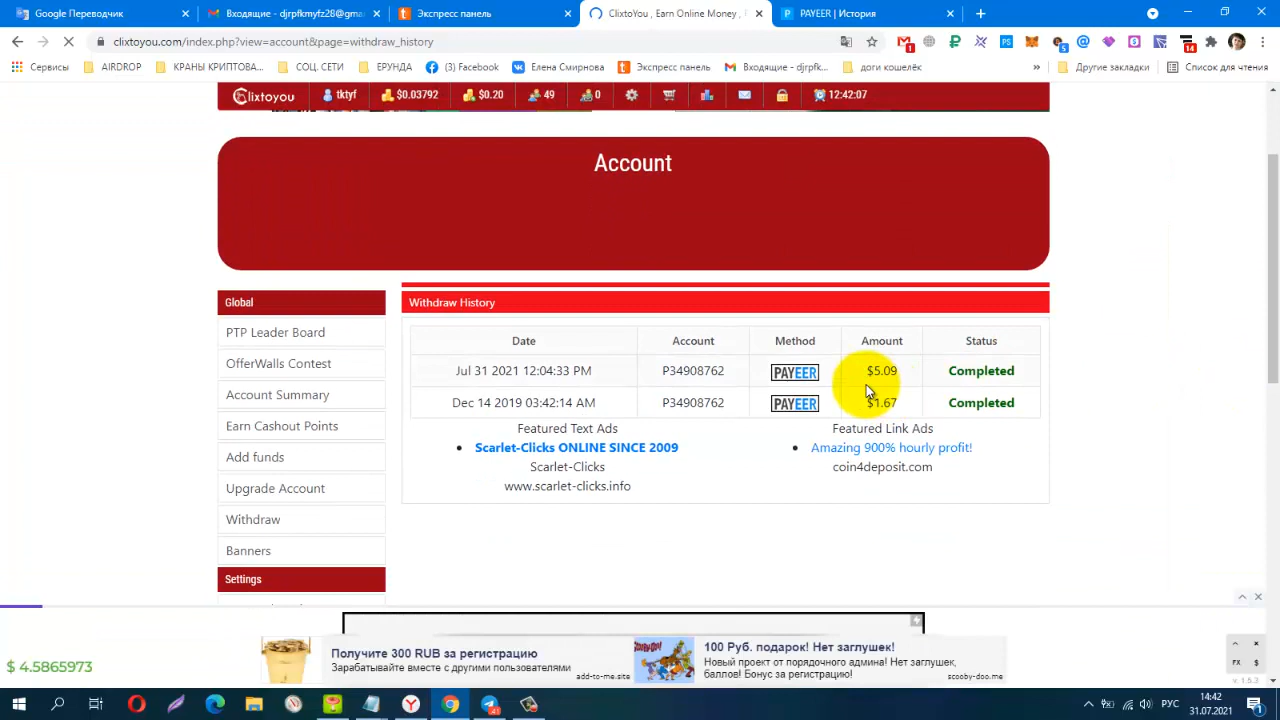 Google Переводчик
Входящие - djrpkmyfz28@gma
Экспресс панель
ClixtoYou , Earn Online Money ,
PAYEER | История
clixtoyou.com/index.php?view=account&page=withdraw_history
Сервисы
AIRDROP
КРАНЫ КРИПТОВА...
СОЦ. СЕТИ
ЕРУНДА
(3) Facebook
Елена Смирнова
Экспресс панель
Входящие - djrpfk...
доги кошелёк
»
Другие закладки
Список для чтения
Clixtoyou
tktyf
$0.03792
$0.20
49
0
12:42:07
Account
Global
PTP Leader Board
OfferWalls Contest
Account Summary
Earn Cashout Points
Add funds
Upgrade Account
Withdraw
Banners
Settings
Withdraw History
Date Account Method Amount Status
Jul 31 2021 12:04:33 PM P34908762 PAYEER $5.09 Completed
Dec 14 2019 03:42:14 AM P34908762 PAYEER $1.67 Completed
Featured Text Ads
Scarlet-Clicks ONLINE SINCE 2009
Scarlet-Clicks
www.scarlet-clicks.info
Featured Link Ads
Amazing 900% hourly profit!
coin4deposit.com
$ 4.5865973
Получите 300 RUB за регистрацию
Зарабатывайте вместе с другими пользователями
add-to-me.site
100 Руб. подарок! Нет заглушек!
Новый проект от порядочного админа! Нет заглушек,
баллов! Бонус за регистрацию!
scooby-doo.me
PX $
v. 1.5.3
РУС
14:42
31.07.2021